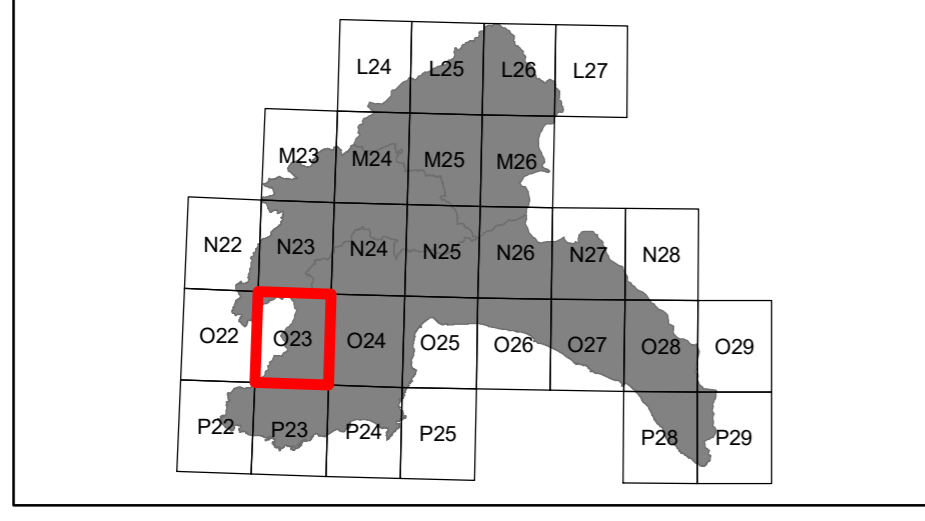 L24 L25 L26 L27
M23 M24 M25 M26
N22 N23 N24 N25 N26 N27 N28
O22 O23 O24 O25 O26 O27 O28 O29
P22 P23 P24 P25 P28 P29